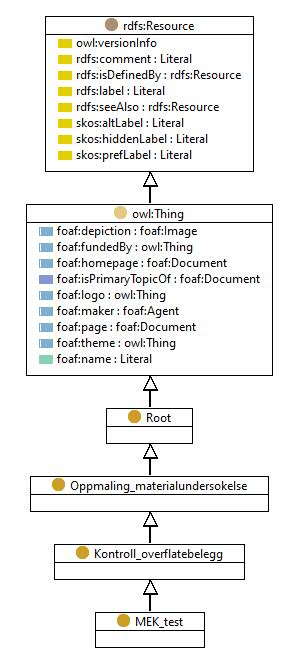 rdfs:Resource
owl:versionInfo
rdfs:comment : Literal
rdfs:isDefinedBy : rdfs:Resource
rdfs:label : Literal
rdfs:seeAlso : rdfs:Resource
skos:altLabel : Literal
skos:hiddenLabel : Literal
skos:prefLabel : Literal
owl:Thing
foaf:depiction : foaf:Image
foaf:fundedBy : owl:Thing
foaf:homepage : foaf:Document
foaf:isPrimaryTopicOf : foaf:Document
foaf:logo : owl:Thing
foaf:maker : foaf:Agent
foaf:page : foaf:Document
foaf:theme : owl:Thing
foaf:name : Literal
Root
Oppmaling_materialundersokelse
Kontroll_overflatebelegg
MEK_test